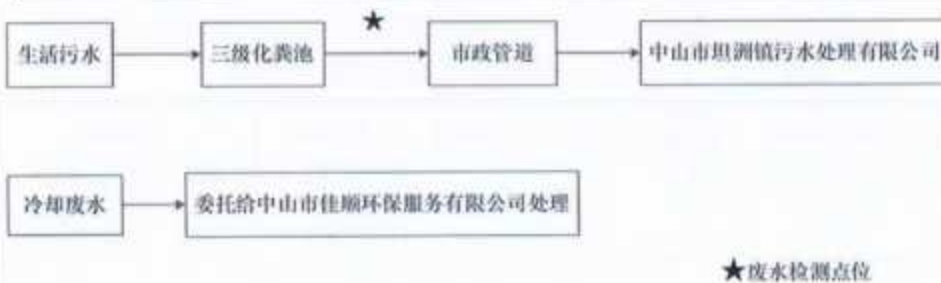 生活污水
三级化粪池
★
市政管道
中山市坦洲镇污水处理有限公司
冷却废水
委托给中山市佳顺环保服务有限公司处理
★废水检测点位